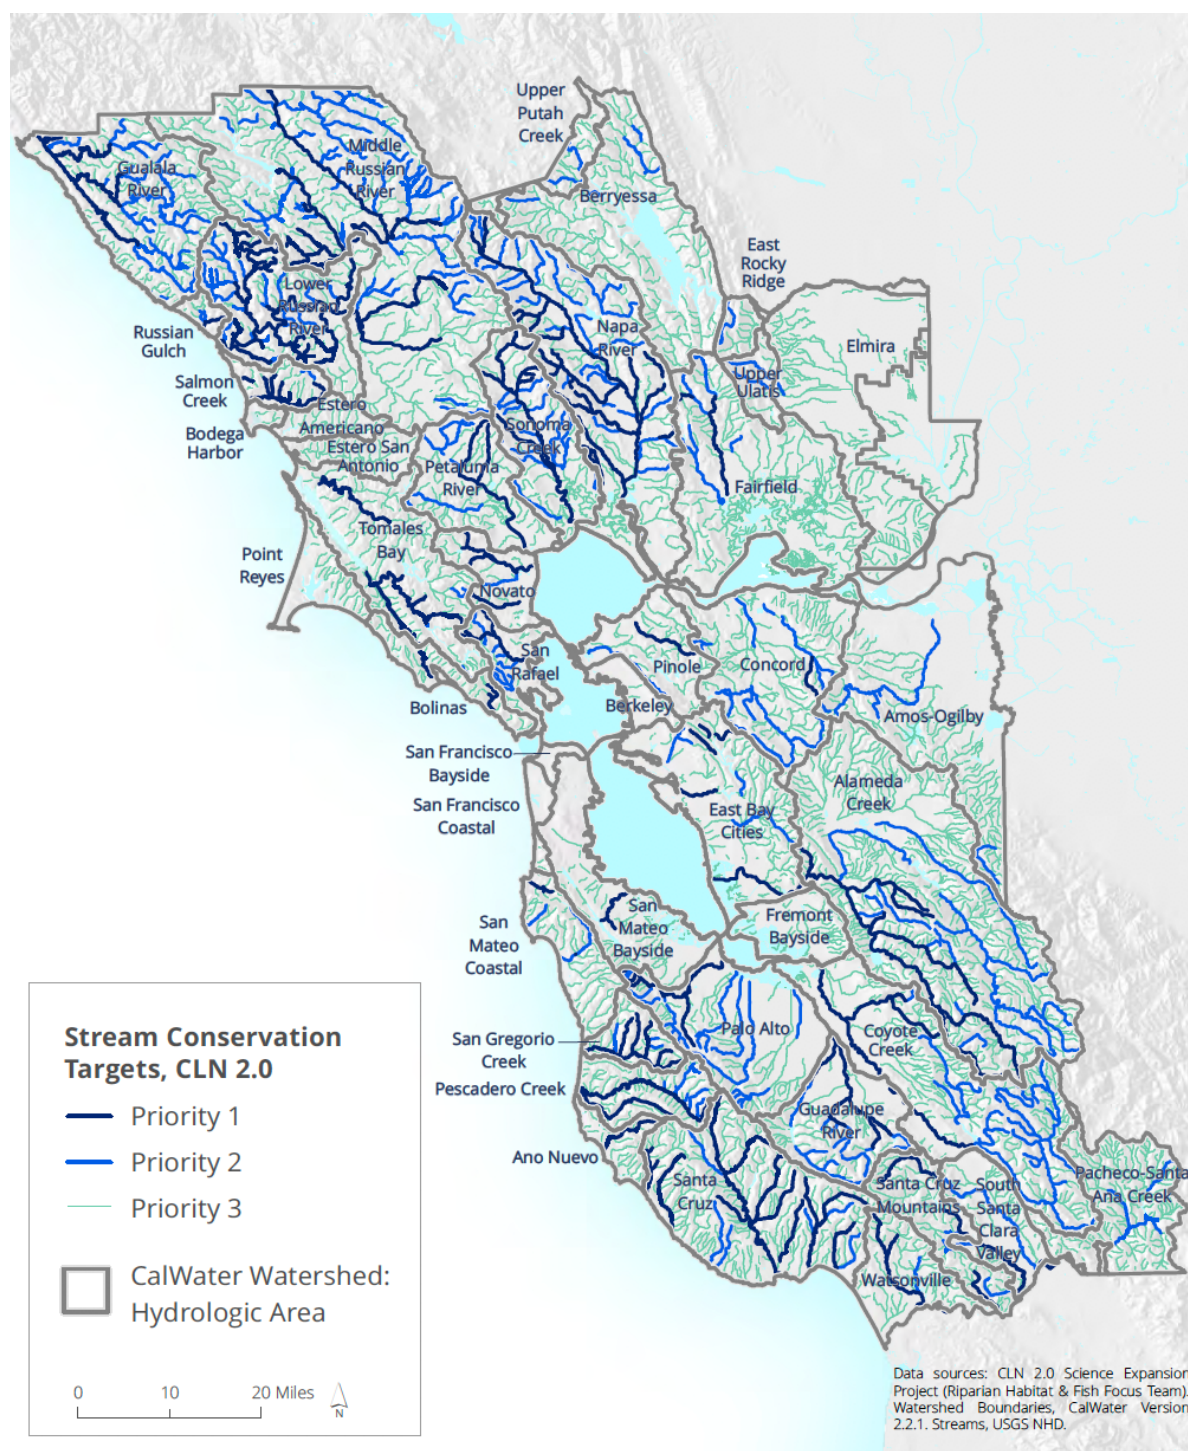 Upper
Putah
Creek
Middle
Russian
River
Gualala
River
Berryessa
East
Rocky
Ridge
Lower
Russian
River
Russian
Gulch
Napa
River
Elmira
Salmon
Creek
Upper
Ulatis
Estero
Americano
Bodega
Harbor
Sonoma
Creek
Estero San
Antonio
Petaluma
River
Fairfield
Tomales
Bay
Point
Reyes
Novato
San
Rafael
Pinole
Concord
Bolinas
Berkeley
Amos-Ogilby
San Francisco
Bayside
San Francisco
Coastal
Alameda
Creek
East Bay
Cities
San
Mateo
Coastal
San
Mateo
Bayside
Fremont
Bayside
Palo Alto
Coyote
Creek
San Gregorio
Creek
Pescadero Creek
Guadalupe
River
Ano Nuevo
Santa
Cruz
Santa Cruz
Mountains
South
Santa
Clara
Valley
Pacheco-Santa
Ana Creek
Watsonville
Stream Conservation
Targets, CLN 2.0
Priority 1
Priority 2
Priority 3
CalWater Watershed:
Hydrologic Area
0 10 20 Miles
N
Data sources: CLN 2.0 Science Expansion
Project (Riparian Habitat & Fish Focus Team).
Watershed Boundaries, CalWater Version
2.2.1. Streams, USGS NHD.